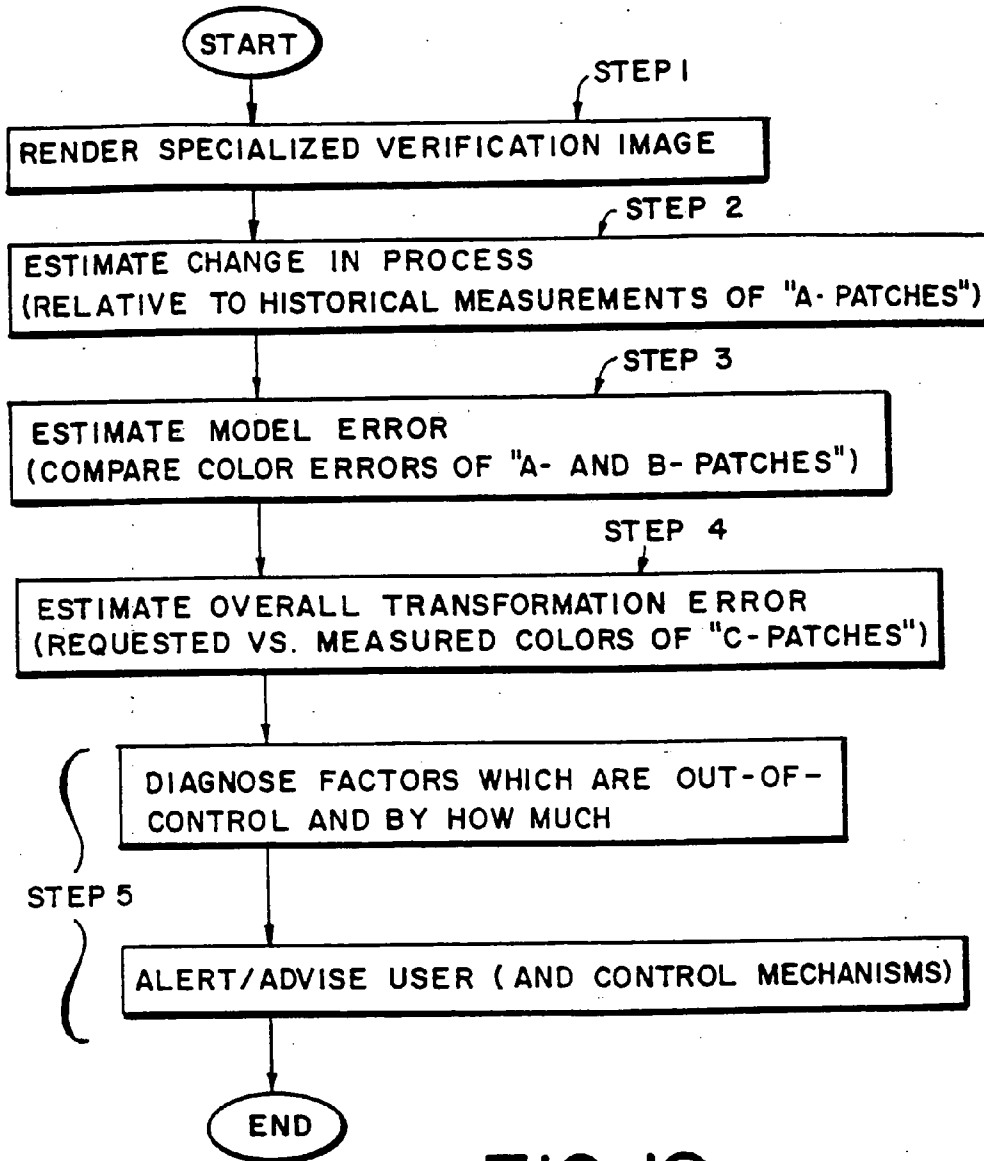 START
STEP 1
RENDER SPECIALIZED VERIFICATION IMAGE
STEP 2
ESTIMATE CHANGE IN PROCESS
(RELATIVE TO HISTORICAL MEASUREMENTS OF "A-PATCHES")
STEP 3
ESTIMATE MODEL ERROR
(COMPARE COLOR ERRORS OF "A- AND B- PATCHES")
STEP 4
ESTIMATE OVERALL TRANSFORMATION ERROR
(REQUESTED VS. MEASURED COLORS OF "C-PATCHES")
DIAGNOSE FACTORS WHICH ARE OUT-OF-
CONTROL AND BY HOW MUCH
STEP 5
ALERT/ADVISE USER (AND CONTROL MECHANISMS)
END